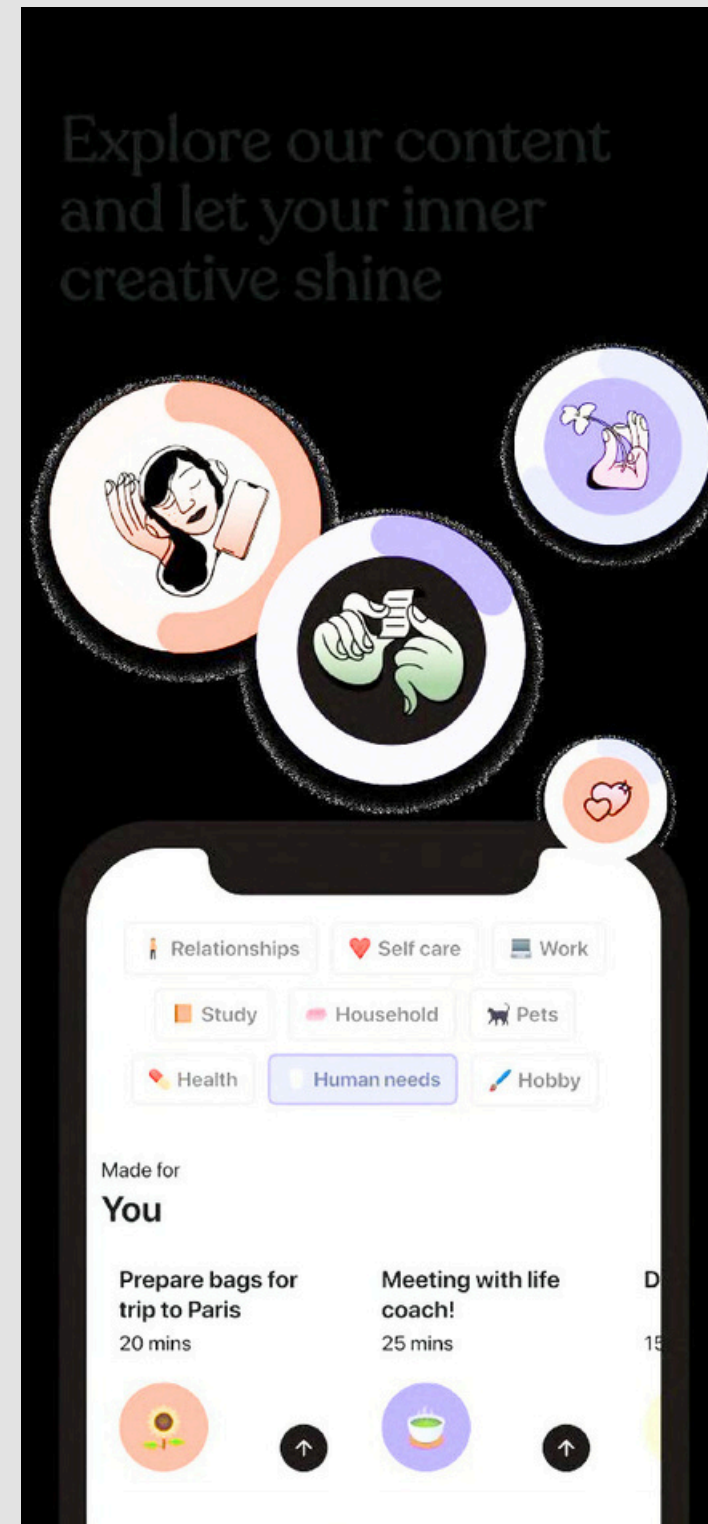 Explore our content
and let your inner
creative shine
Relationships
Self care
Work
Study
Household
Pets
Health
Human needs
Hobby
Made for
You
Prepare bags for
trip to Paris
20 mins
Meeting with life
coach!
25 mins
D
15